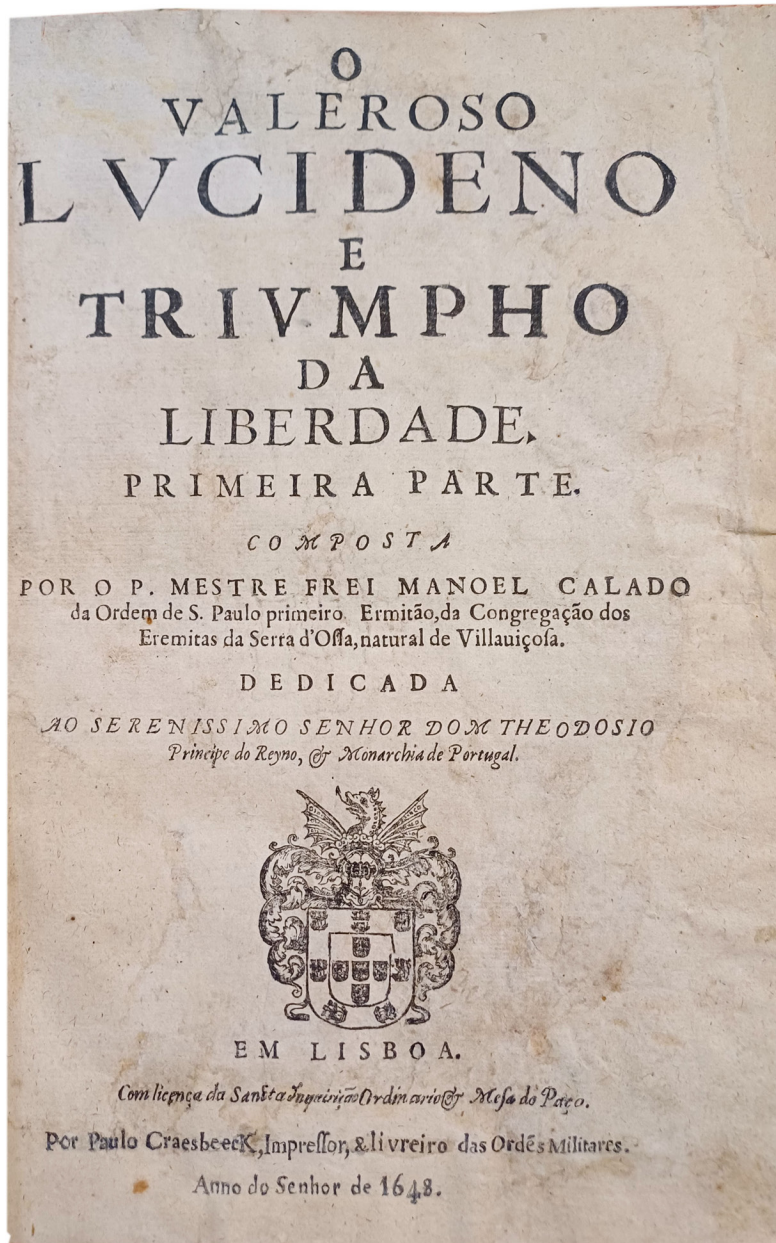 O
VALEROSO
LVCIDENO
E
TRIVMPHO
DA
LIBERDADE.
PRIMEIRA PARTE.
COMPOSTA
POR O P. MESTRE FREI MANOEL CALADO
da Ordem de S. Paulo primeiro Ermitão, da Congregação dos
Eremitas da Serra d'Oſſa, natural de Villauiçoſa.
DEDICADA
AO SERENISSIMO SENHOR DOM THEODOSIO
Principe do Reyno, & Monarchia de Portugal.
EM LISBOA.
Com licença da Sancta Inquisição Ordinario & Meſa do Paço.
Por Paulo Craesbeeck, Impreſſor, & livreiro das Ordẽs Militares.
Anno do Senhor de 1648.